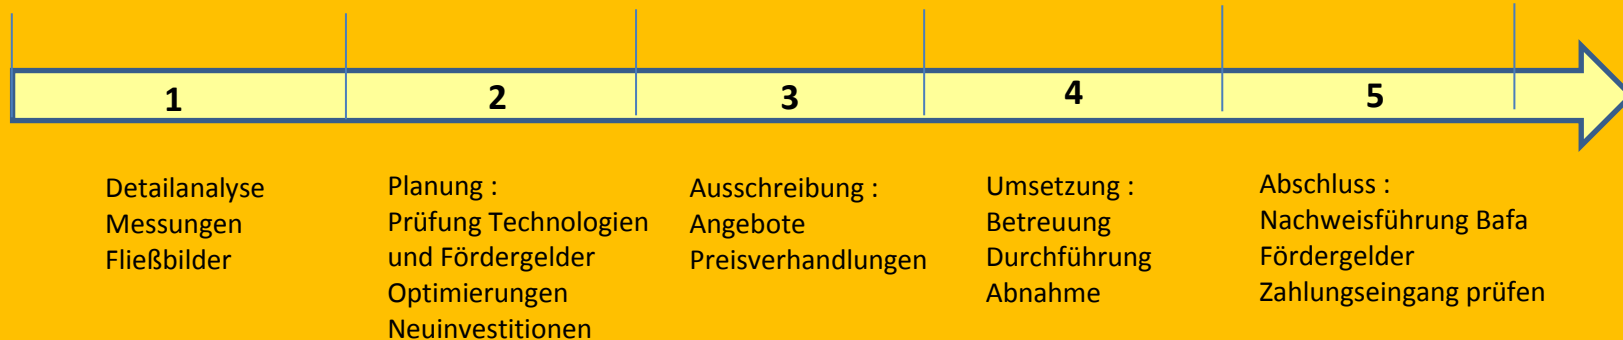 1
2
3
4
5
Detailanalyse
Messungen
Fließbilder
Planung :
Prüfung Technologien
und Fördergelder
Optimierungen
Neuinvestitionen
Ausschreibung :
Angebote
Preisverhandlungen
Umsetzung :
Betreuung
Durchführung
Abnahme
Abschluss :
Nachweisführung Bafa
Fördergelder
Zahlungseingang prüfen